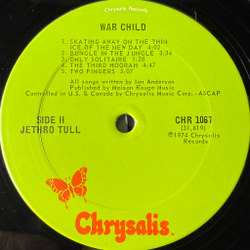 Chrysalis Records
WAR CHILD
1. SKATING AWAY ON THE THIN
ICE OF THE NEW DAY 4:02
2. BUNGLE IN THE JUNGLE 3:34
3. ONLY SOLITAIRE 1:28
4. THE THIRD HOORAH 4:47
5. TWO FINGERS 5:07
All songs written by Ian Anderson
Published by Maison Rouge Music
Controlled in U.S. & Canada by Chrysalis Music Corp. - ASCAP
SIDE II
JETHRO TULL
CHR 1067
(31,819)
℗1974 Chrysalis
Records
Chrysalis